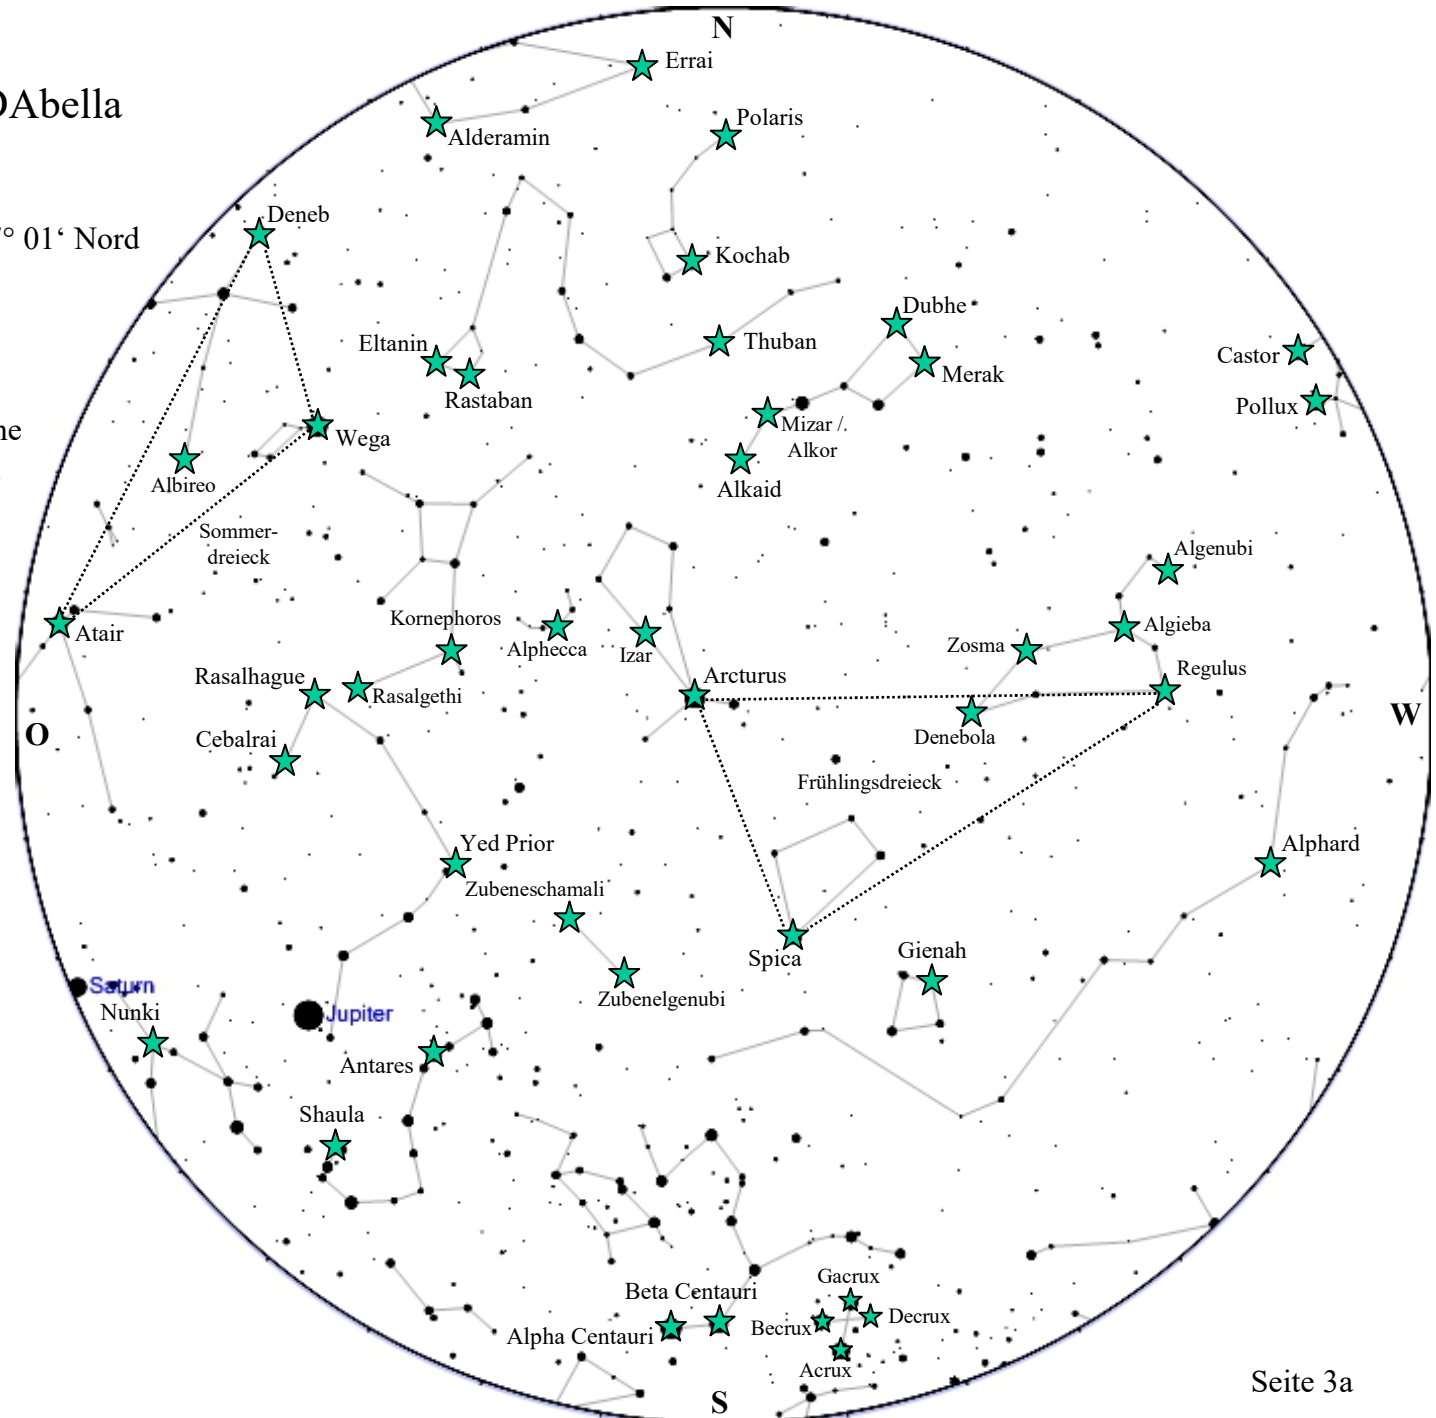 N
Errai
DAbella
Polaris
Alderamin
Deneb
° 01‘ Nord
Kochab
Dubhe
Eltanin
Thuban
Castor
Merak
Rastaban
Pollux
ne
Mizar /
Wega
Alkor
Albireo
Alkaid
Sommer-
dreieck
Algenubi
Kornephoros
Atair
Alphecca
Izar
Zosma
Algieba
Rasalhague
Arcturus
Regulus
Rasalgethi
O
Cebalrai
Denebola
W
Frühlingsdreieck
Yed Prior
Alphard
Zubeneschamali
Spica
Gienah
Saturn
Zubenelgenubi
Nunki
Jupiter
Antares
Shaula
Gacrux
Beta Centauri
Becrux
Decrux
Alpha Centauri
Acrux
Seite 3a
S